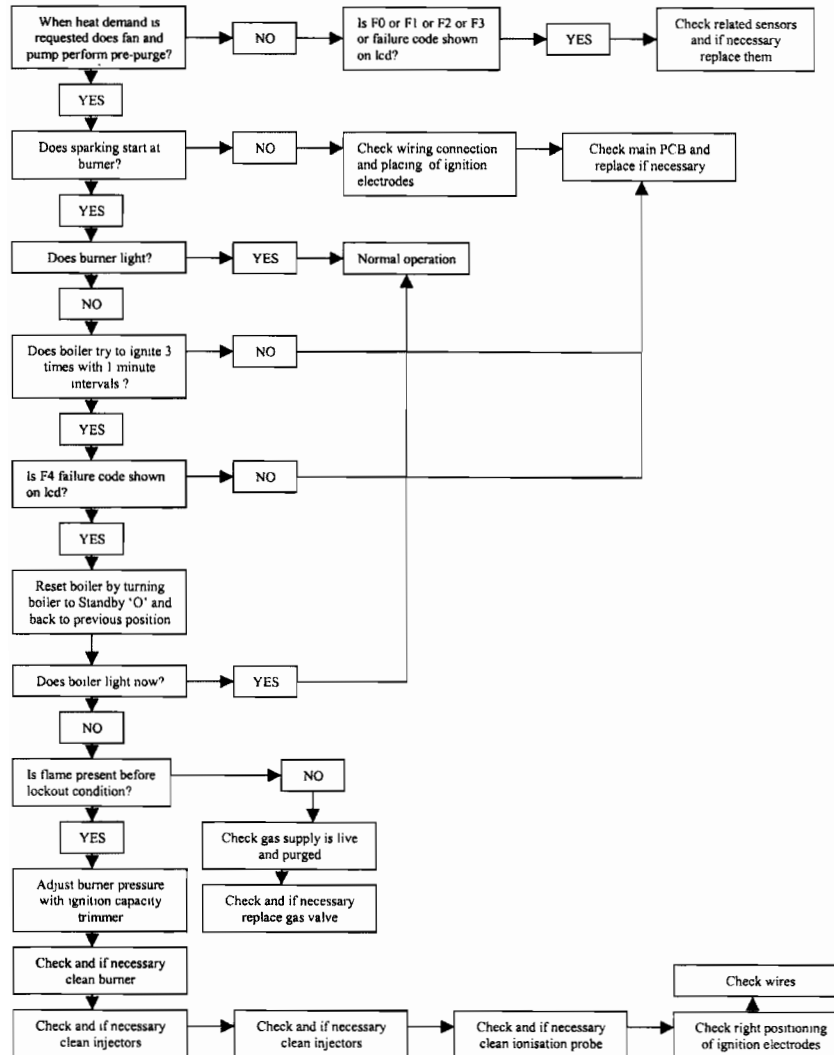 When heat demand is
requested does fan and
pump perform pre-purge?
NO
Is F0 or F1 or F2 or F3
or failure code shown
on lcd?
YES
Check related sensors
and if necessary
replace them
YES
Does sparking start at
burner?
NO
Check wiring connection
and placing of ignition
electrodes
Check main PCB and
replace if necessary
YES
Does burner light?
YES
Normal operation
NO
Does boiler try to ignite 3
times with 1 minute
intervals ?
NO
YES
Is F4 failure code shown
on lcd?
NO
YES
Reset boiler by turning
boiler to Standby ‘O’ and
back to previous position
Does boiler light now?
YES
NO
Is flame present before
lockout condition?
NO
YES
Check gas supply is live
and purged
Adjust burner pressure
with ignition capacity
trimmer
Check and if necessary
replace gas valve
Check and if necessary
clean burner
Check wires
Check and if necessary
clean injectors
Check and if necessary
clean injectors
Check and if necessary
clean ionisation probe
Check right positioning
of ignition electrodes